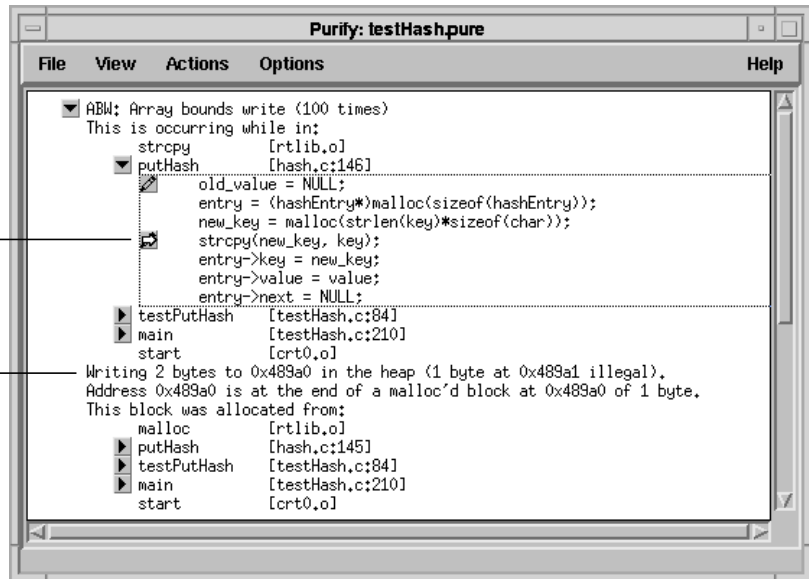 Purify: testHash.pure
File View Actions Options Help
ABW: Array bounds write (100 times)
This is occurring while in:
strcpy [rtlib.o]
putHash [hash.c:146]
old_value = NULL;
entry = (hashEntry*)malloc(sizeof(hashEntry));
new_key = malloc(strlen(key)*sizeof(char));
strcpy(new_key, key);
entry->key = new_key;
entry->value = value;
entry->next = NULL;
testPutHash [testHash.c:84]
main [testHash.c:210]
start [crt0.o]
Writing 2 bytes to 0x489a0 in the heap (1 byte at 0x489a1 illegal).
Address 0x489a0 is at the end of a malloc'd block at 0x489a0 of 1 byte.
This block was allocated from:
malloc [rtlib.o]
putHash [hash.c:145]
testPutHash [testHash.c:84]
main [testHash.c:210]
start [crt0.o]